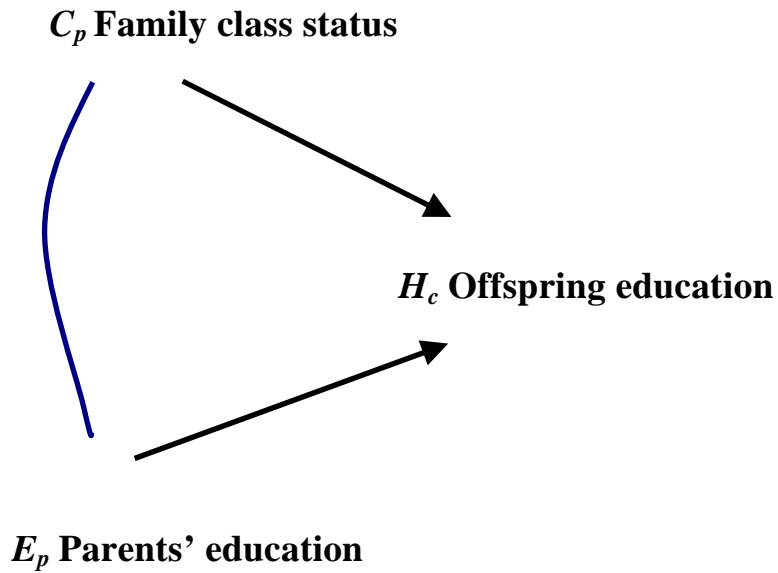 Cp Family class status
Hc Offspring education
Ep Parents’ education